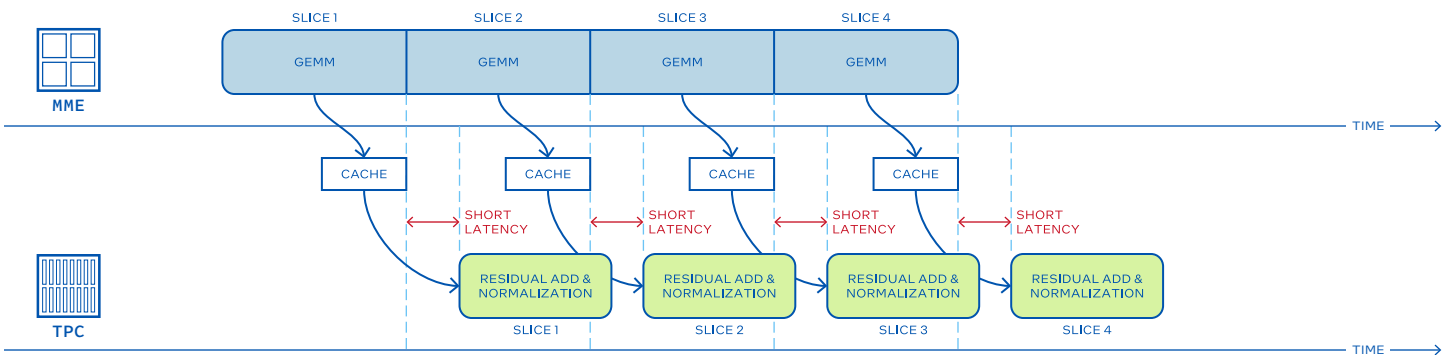 SLICE 1
SLICE 2
SLICE 3
SLICE 4
GEMM
GEMM
GEMM
GEMM
MME
TIME
CACHE
CACHE
CACHE
CACHE
SHORT
LATENCY
SHORT
LATENCY
SHORT
LATENCY
SHORT
LATENCY
RESIDUAL ADD &
NORMALIZATION
RESIDUAL ADD &
NORMALIZATION
RESIDUAL ADD &
NORMALIZATION
RESIDUAL ADD &
NORMALIZATION
TPC
SLICE 1
SLICE 2
SLICE 3
SLICE 4
TIME